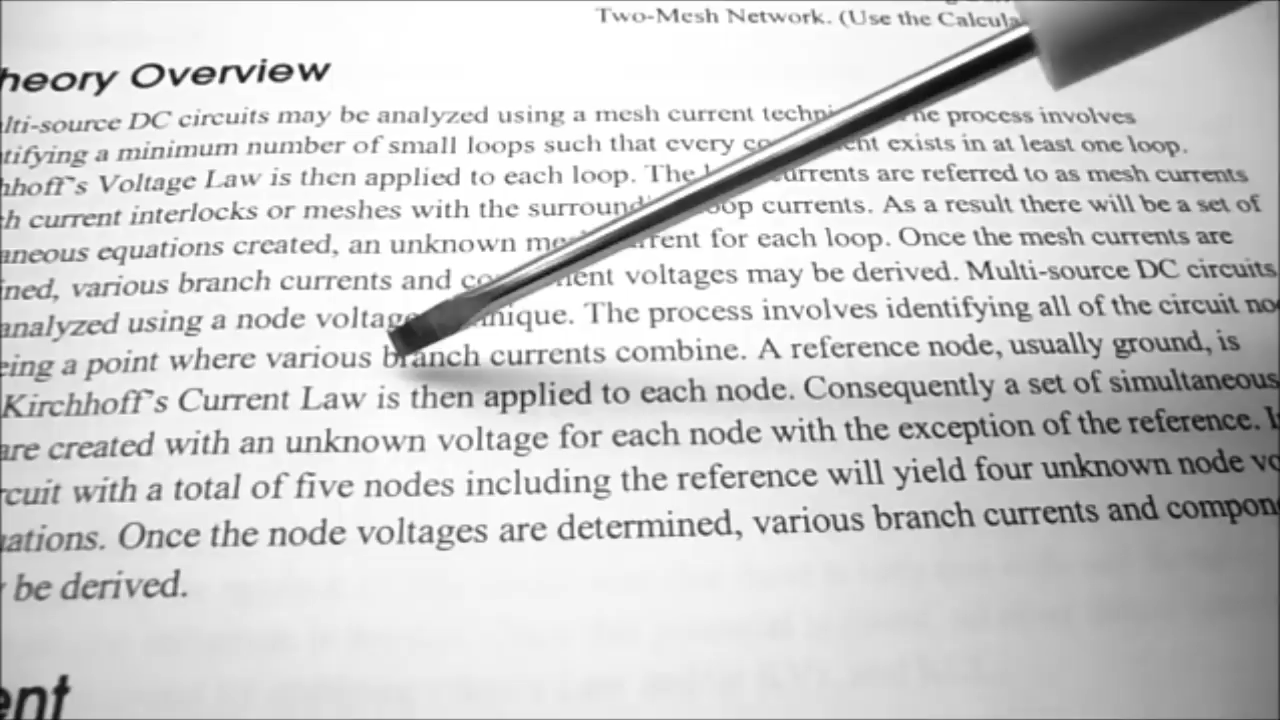 Two-Mesh Network. (Use the Calcula
heory Overview
lti-source DC circuits may be analyzed using a mesh current techni he process involves
tifying a minimum number of small loops such that every co ent exists in at least one loop.
hhoff's Voltage Law is then applied to each loop. The urrents are referred to as mesh currents
h current interlocks or meshes with the surround oop currents. As a result there will be a set of
aneous equations created, an unknown me rrent for each loop. Once the mesh currents are
ined, various branch currents and co nent voltages may be derived. Multi-source DC circuits
analyzed using a node voltage nique. The process involves identifying all of the circuit no
eing a point where various branch currents combine. A reference node, usually ground, is
Kirchhoff's Current Law is then applied to each node. Consequently a set of simultaneous
are created with an unknown voltage for each node with the exception of the reference. I
rcuit with a total of five nodes including the reference will yield four unknown node vo
ations. Once the node voltages are determined, various branch currents and compon
be derived.
ent